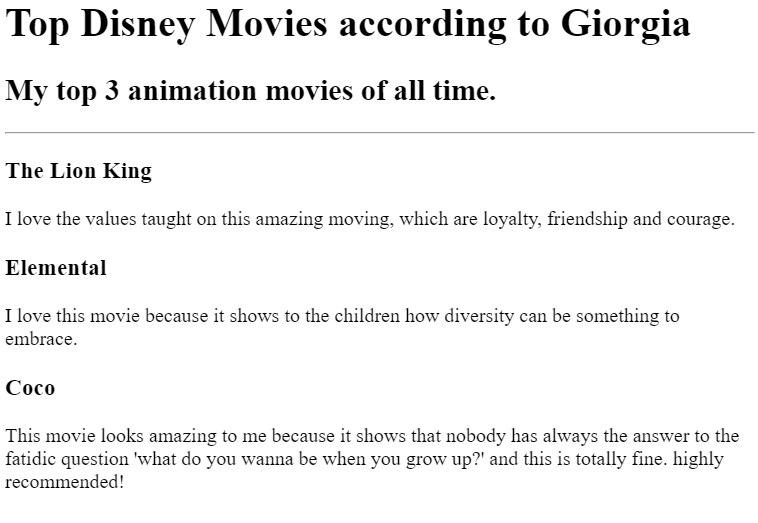 Top Disney Movies according to Giorgia
My top 3 animation movies of all time.
The Lion King
I love the values taught on this amazing moving, which are loyalty, friendship and courage.
Elemental
I love this movie because it shows to the children how diversity can be something to
embrace.
Coco
This movie looks amazing to me because it shows that nobody has always the answer to the
fatidic question 'what do you wanna be when you grow up?' and this is totally fine. highly
recommended!